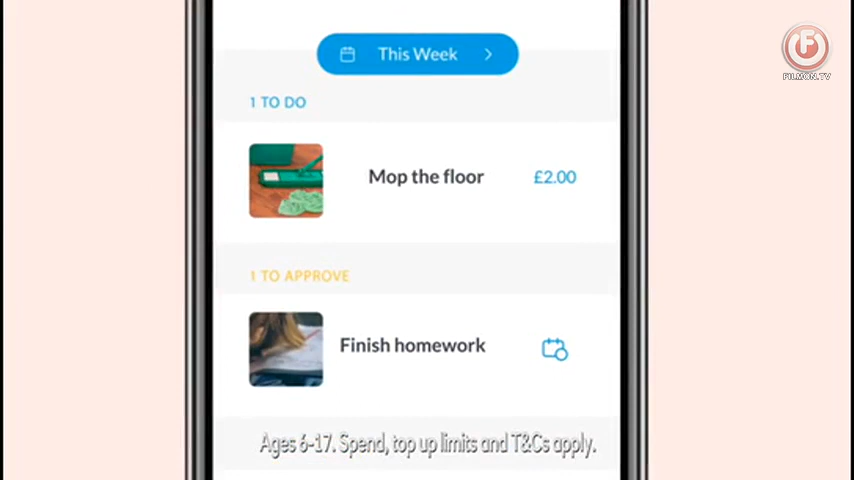 This Week
FILMON.TV
1 TO DO
Mop the floor £2.00
1 TO APPROVE
Finish homework
Ages 6-17. Spend, top up limits and T&Cs apply.